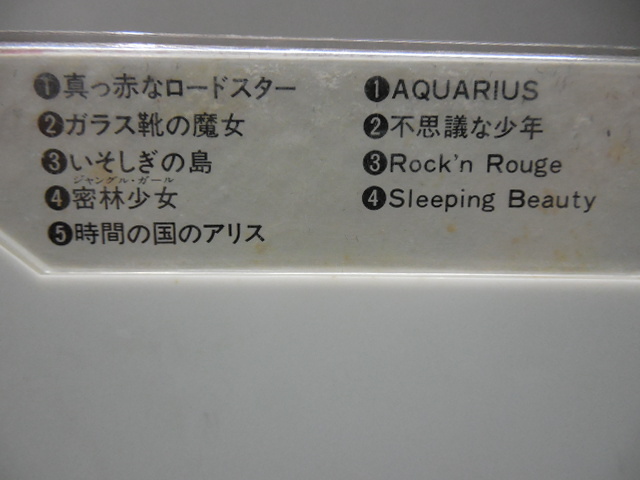 ❶真っ赤なロードスター
❷ガラス靴の魔女
❸いそしぎの島
ジャングル・ガール
❹密林少女
❺時間の国のアリス
❶AQUARIUS
❷不思議な少年
❸Rock'n Rouge
❹Sleeping Beauty